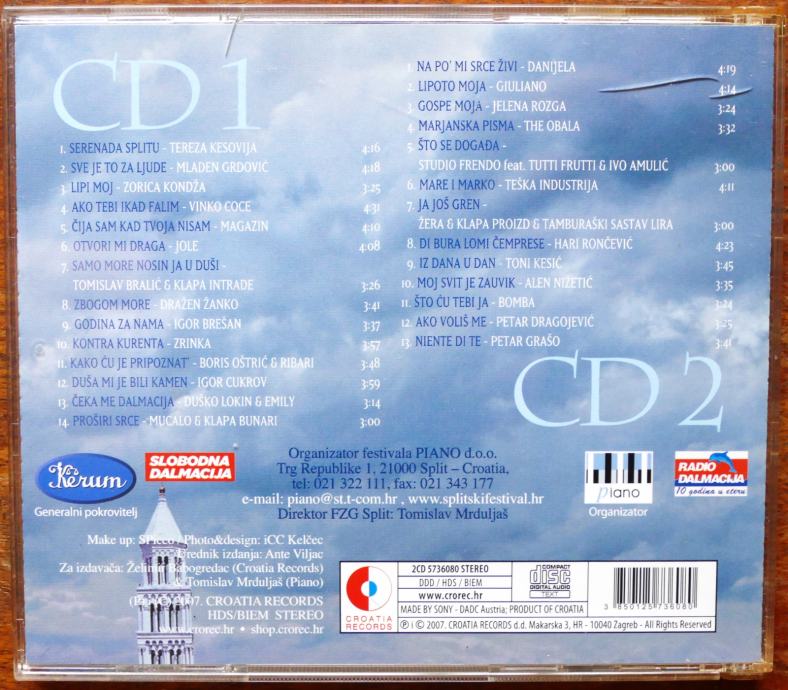 CD 1
1. SERENADA SPLITU - TEREZA KESOVIJA 4:16
2. SVE JE TO ZA LJUDE - MLADEN GRDOVIĆ 4:18
3. LIPI MOJ - ZORICA KONDŽA 3:25
4. AKO TEBI IKAD FALIM - VINKO COCE 4:31
5. ČIJA SAM KAD TVOJA NISAM - MAGAZIN 4:10
6. OTVORI MI DRAGA - JOLE 4:08
7. SAMO MORE NOSIN JA U DUŠI -
TOMISLAV BRALIĆ & KLAPA INTRADE 3:26
8. ZBOGOM MORE - DRAŽEN ŽANKO 3:41
9. GODINA ZA NAMA - IGOR BREŠAN 3:37
10. KONTRA KURENTA - ZRINKA 3:57
11. KAKO ĆU JE PRIPOZNAT' - BORIS OŠTRIĆ & RIBARI 3:48
12. DUŠA MI JE BILI KAMEN - IGOR CUKROV 3:59
13. ČEKA ME DALMACIJA - DUŠKO LOKIN & EMILY 3:14
14. PROŠIRI SRCE - MUCALO & KLAPA BUNARI 3:00
1. NA PO' MI SRCE ŽIVI - DANIJELA 4:19
2. LIPOTO MOJA - GIULIANO 4:14
3. GOSPE MOJA - JELENA ROZGA 3:24
4. MARJANSKA PISMA - THE OBALA 3:32
5. ŠTO SE DOGAĐA -
STUDIO FRENDO feat. TUTTI FRUTTI & IVO AMULIĆ 3:00
6. MARE I MARKO - TEŠKA INDUSTRIJA 4:11
7. JA JOŠ GREN -
ŽERA & KLAPA PROIZD & TAMBURAŠKI SASTAV LIRA 3:00
8. DI BURA LOMI ČEMPRESE - HARI RONČEVIĆ 4:23
9. IZ DANA U DAN - TONI KESIĆ 3:45
10. MOJ SVIT JE ZAUVIK - ALEN NIŽETIĆ 3:35
11. ŠTO ĆU TEBI JA - BOMBA 3:24
12. AKO VOLIŠ ME - PETAR DRAGOJEVIĆ 3:25
13. NIENTE DI TE - PETAR GRAŠO 3:41
CD 2
Kerum
Generalni pokrovitelj
SLOBODNA
DALMACIJA
Organizator festivala PIANO d.o.o.
Trg Republike 1, 21000 Split – Croatia,
tel: 021 322 111, fax: 021 343 177
e-mail: piano@st.t-com.hr , www.splitskifestival.hr
Direktor FZG Split: Tomislav Mrduljaš
piano
Organizator
RADIO
DALMACIJA
10 godina u eteru
Make up: / Photo&design: iCC Kelčec
Urednik izdanja: Ante Viljac
Za izdavača: Želimir Babogredac (Croatia Records)
& Tomislav Mrduljaš (Piano)
2007. CROATIA RECORDS
HDS/BIEM STEREO
www.crorec.hr • shop.crorec.hr
CROATIA
RECORDS
2CD 5736080 STEREO
DDD / HDS / BIEM
www.crorec.hr
COMPACT
disc
DIGITAL AUDIO
TEXT
3 850125 736080
MADE BY SONY - DADC Austria; PRODUCT OF CROATIA
℗ i © 2007. CROATIA RECORDS d.d. Makarska 3, HR - 10040 Zagreb - All Rights Reserved